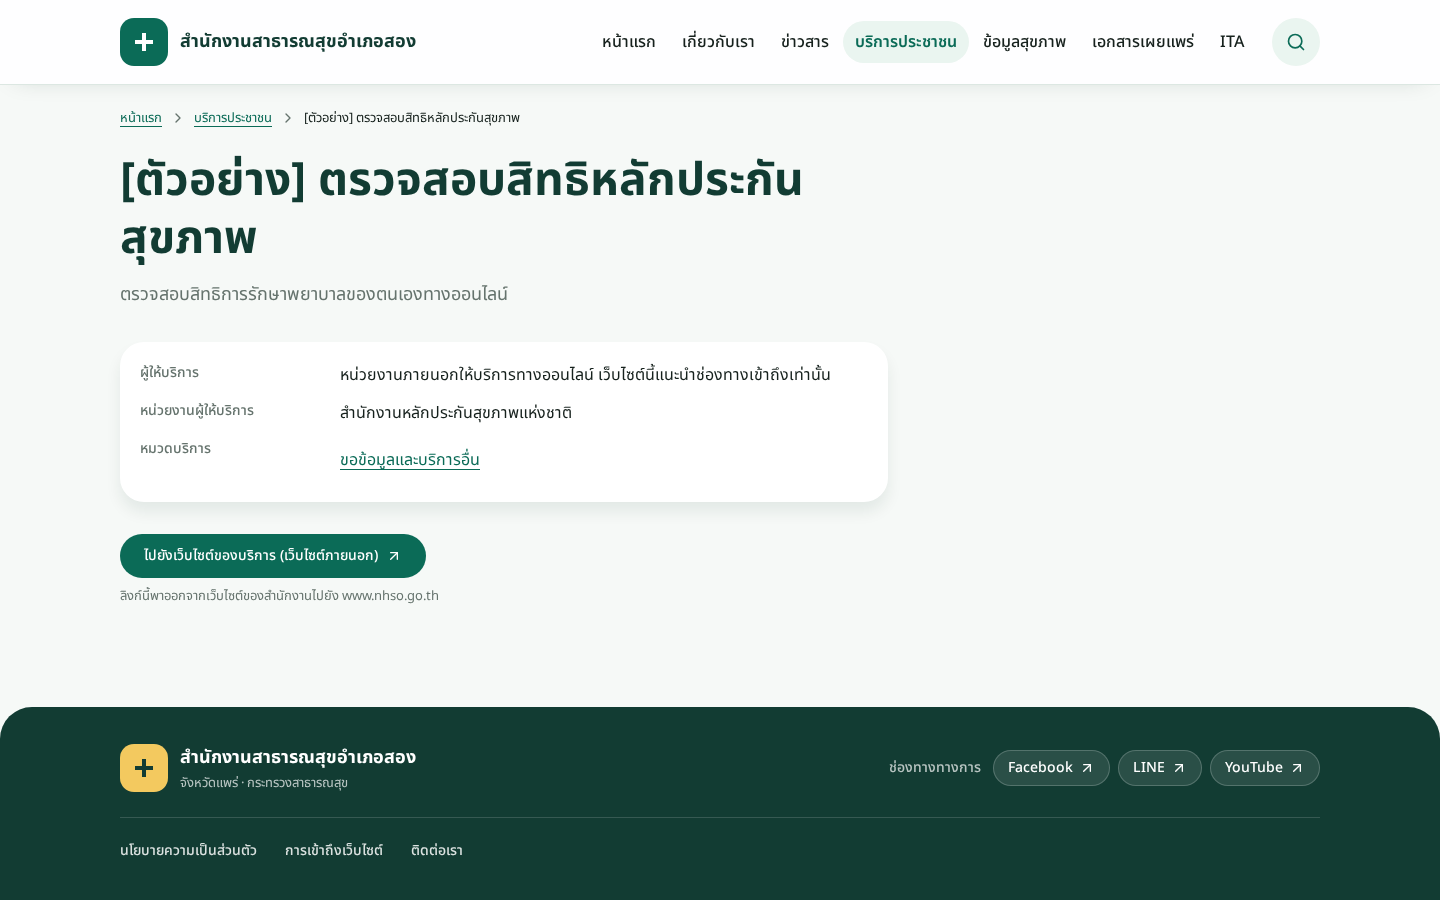 สำนักงานสาธารณสุขอำเภอสอง
หน้าแรก เกี่ยวกับเรา ข่าวสาร บริการประชาชน ข้อมูลสุขภาพ เอกสารเผยแพร่ ITA
หน้าแรก > บริการประชาชน > [ตัวอย่าง] ตรวจสอบสิทธิหลักประกันสุขภาพ
[ตัวอย่าง] ตรวจสอบสิทธิหลักประกัน
สุขภาพ
ตรวจสอบสิทธิการรักษาพยาบาลของตนเองทางออนไลน์
ผู้ให้บริการ หน่วยงานภายนอกให้บริการทางออนไลน์ เว็บไซต์นี้แนะนำช่องทางเข้าถึงเท่านั้น
หน่วยงานผู้ให้บริการ สำนักงานหลักประกันสุขภาพแห่งชาติ
หมวดบริการ ขอข้อมูลและบริการอื่น
ไปยังเว็บไซต์ของบริการ (เว็บไซต์ภายนอก)
ลิงก์นี้พาออกจากเว็บไซต์ของสำนักงานไปยัง www.nhso.go.th
สำนักงานสาธารณสุขอำเภอสอง
จังหวัดแพร่ · กระทรวงสาธารณสุข
ช่องทางทางการ Facebook LINE YouTube
นโยบายความเป็นส่วนตัว การเข้าถึงเว็บไซต์ ติดต่อเรา